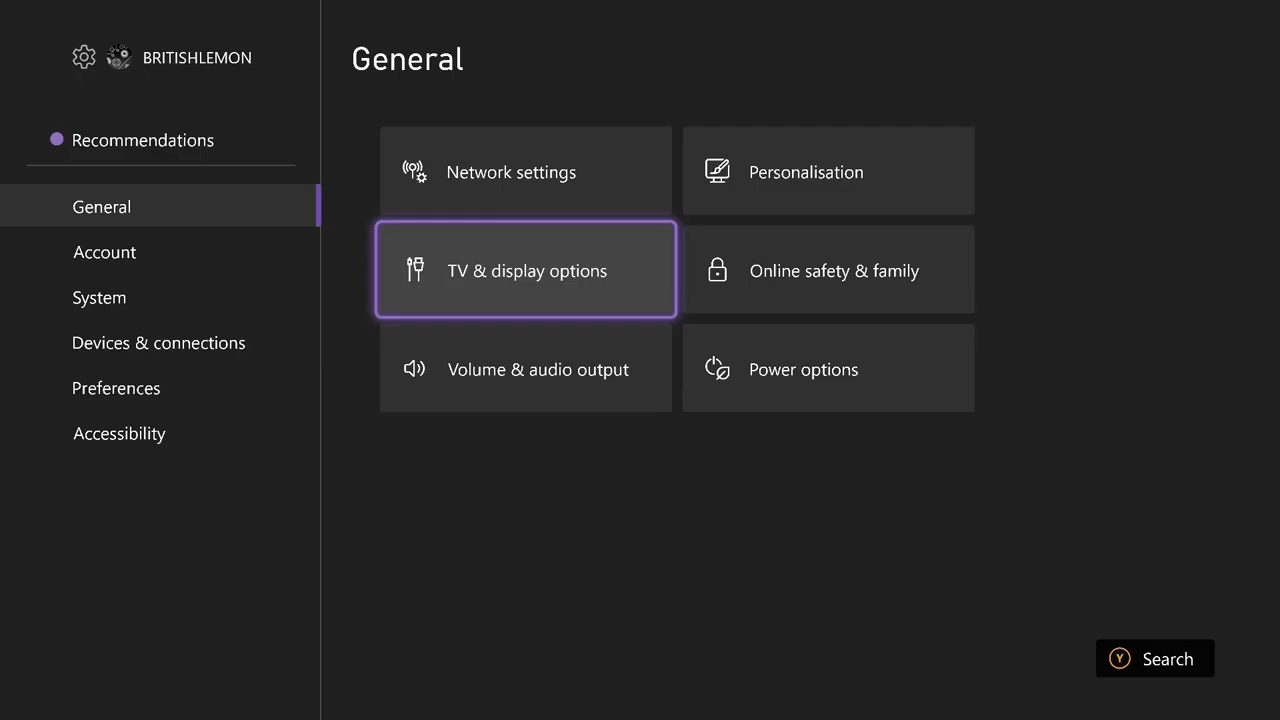 BRITISHLEMON
Recommendations
General
Account
System
Devices & connections
Preferences
Accessibility
General
Network settings
Personalisation
TV & display options
Online safety & family
Volume & audio output
Power options
Y Search